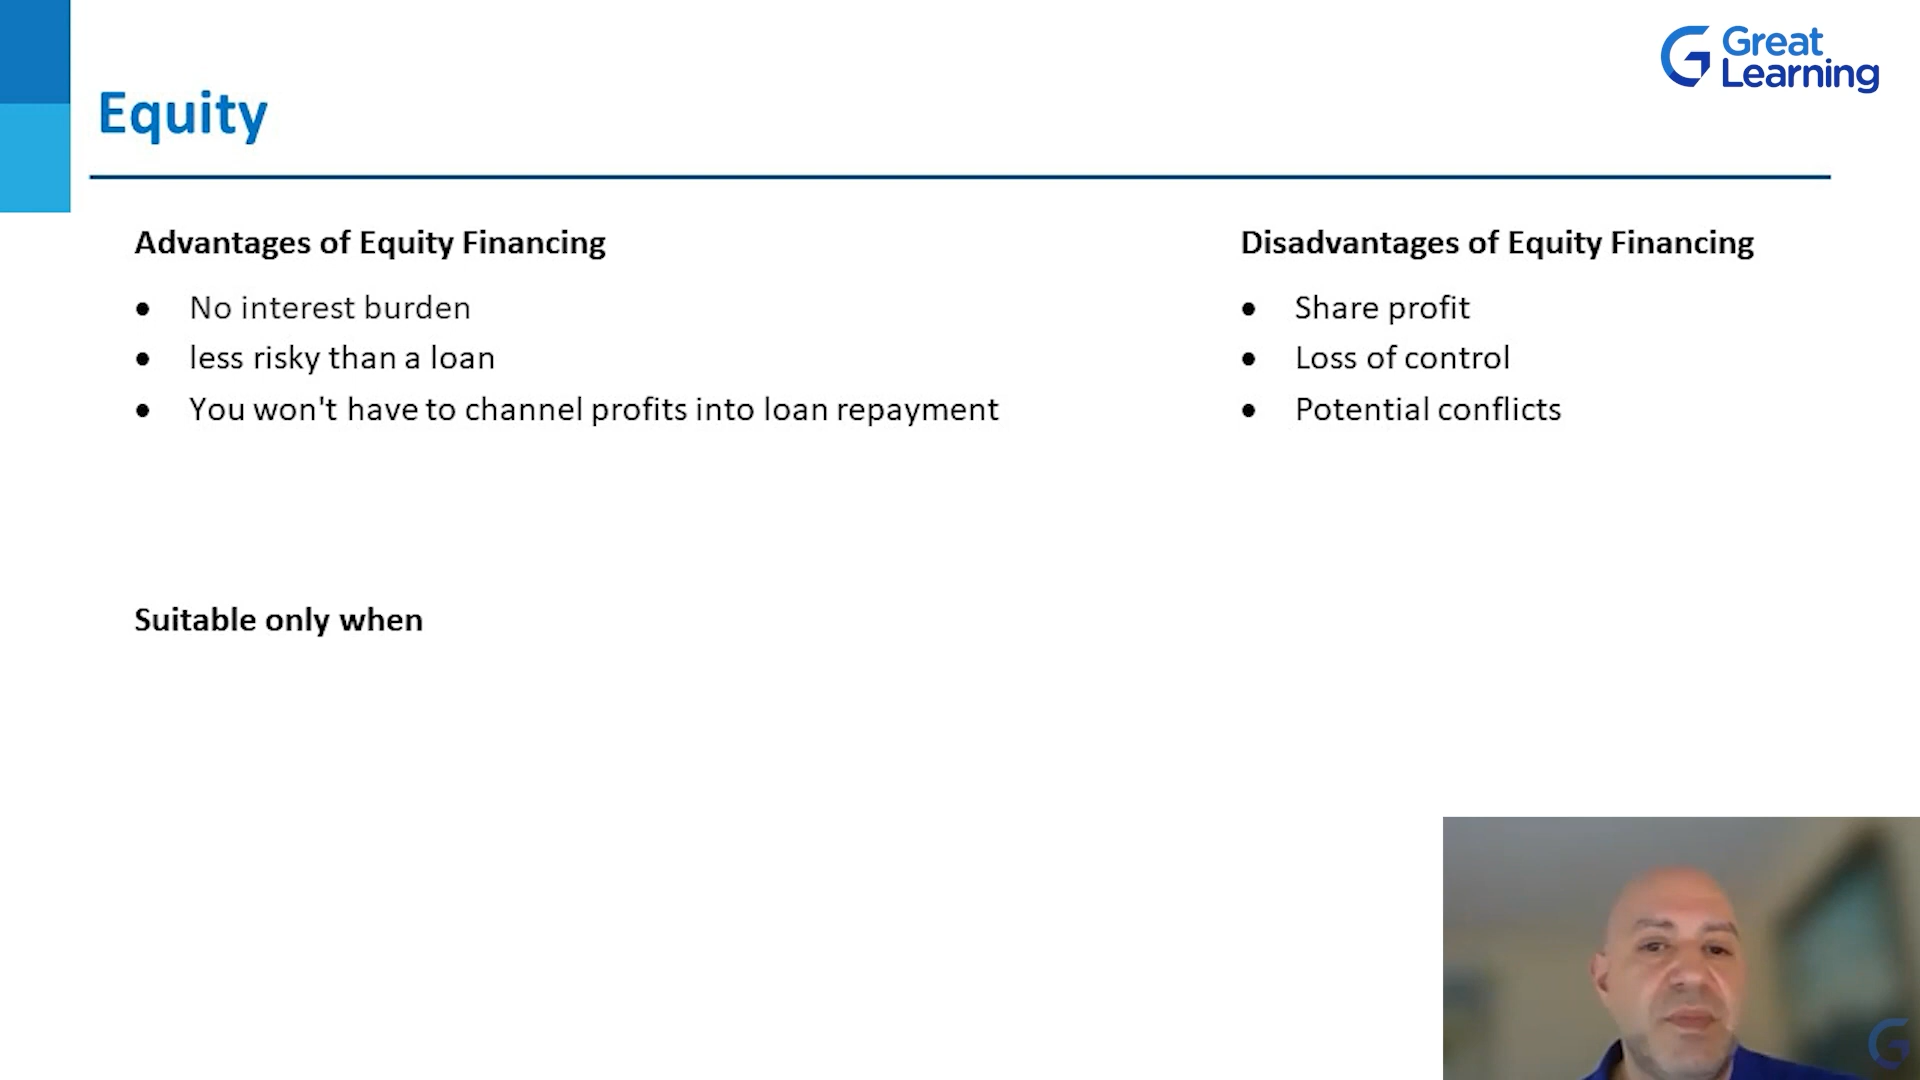 Great
Learning
Equity
Advantages of Equity Financing
• No interest burden
• less risky than a loan
• You won't have to channel profits into loan repayment
Disadvantages of Equity Financing
• Share profit
• Loss of control
• Potential conflicts
Suitable only when